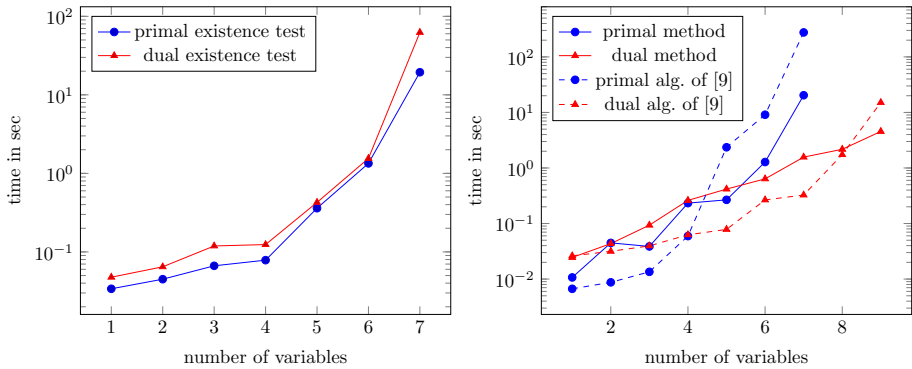 primal existence test
dual existence test
10^2
10^1
10^0
10^−1
time in sec
1 2 3 4 5 6 7
number of variables
primal method
dual method
primal alg. of [9]
dual alg. of [9]
10^2
10^1
10^0
10^−1
10^−2
time in sec
2 4 6 8
number of variables